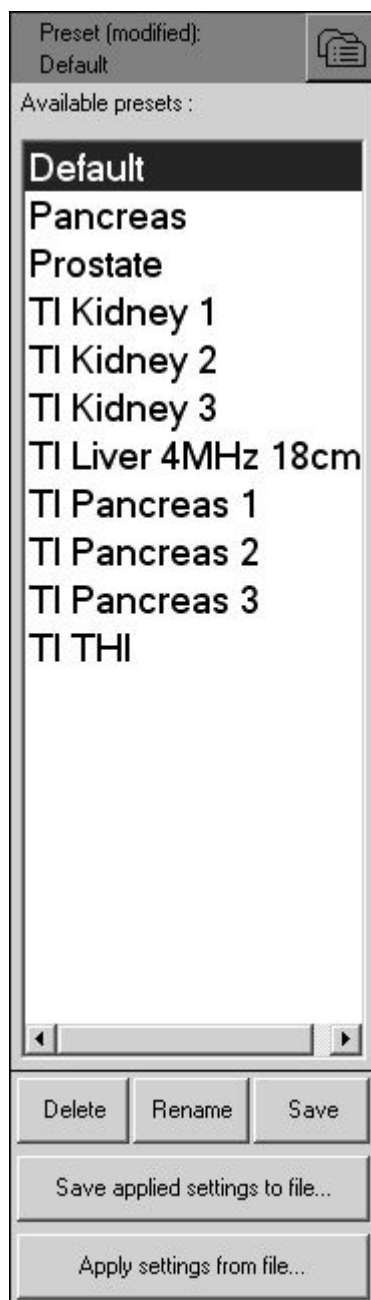 Preset (modified):
Default
Available presets :
Default
Pancreas
Prostate
TI Kidney 1
TI Kidney 2
TI Kidney 3
TI Liver 4MHz 18cm
TI Pancreas 1
TI Pancreas 2
TI Pancreas 3
TI THI
Delete
Rename
Save
Save applied settings to file...
Apply settings from file...